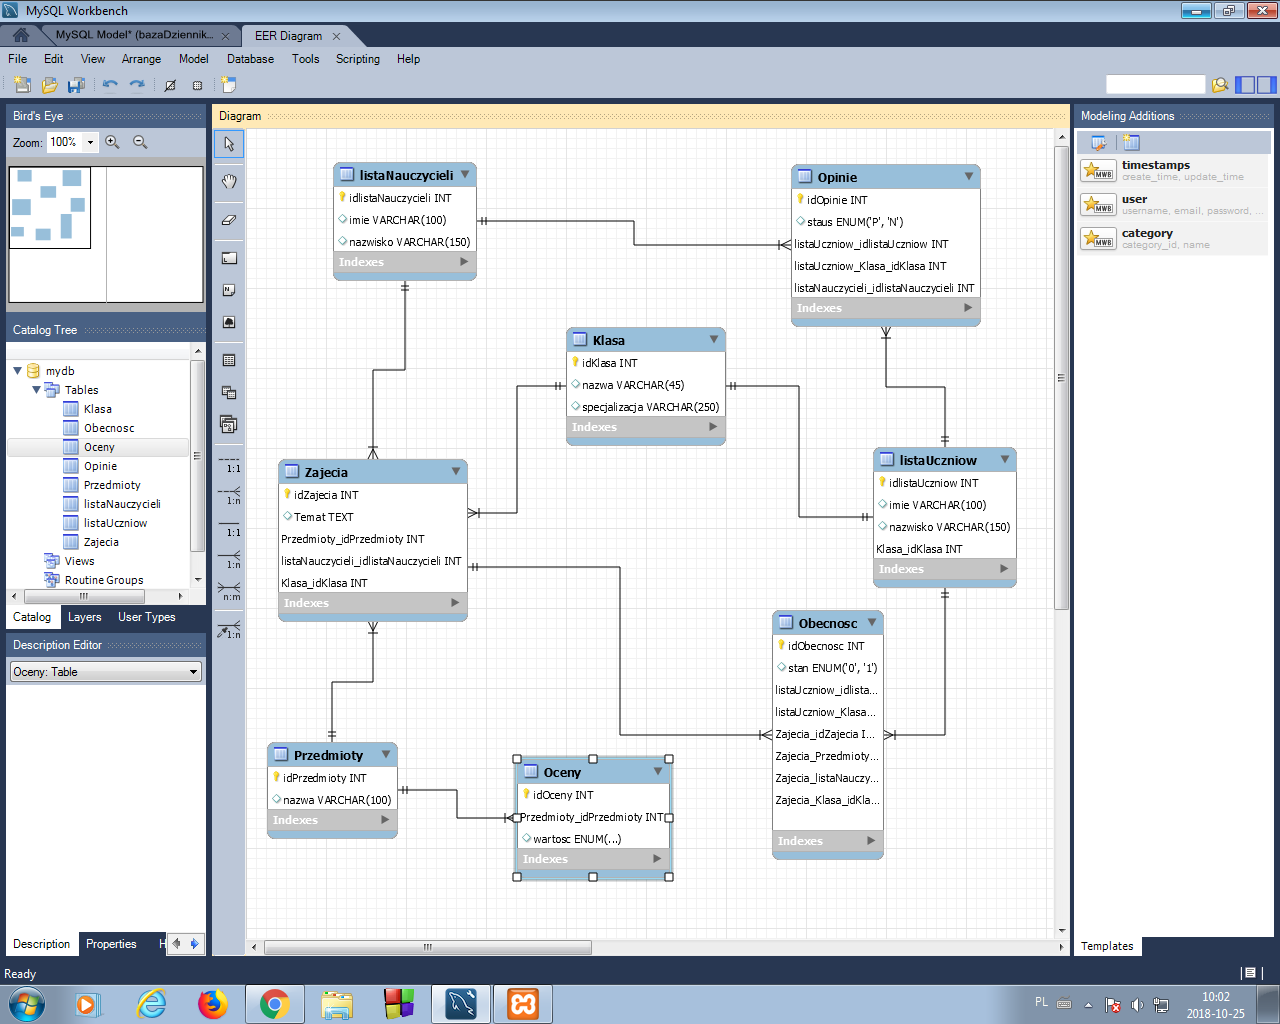 MySQL Workbench
MySQL Model* (bazaDziennik...
EER Diagram
File Edit View Arrange Model Database Tools Scripting Help
Bird's Eye
Zoom: 100%
Catalog Tree
mydb
Tables
Klasa
Obecnosc
Oceny
Opinie
Przedmioty
listaNauczycieli
listaUczniow
Zajecia
Views
Routine Groups
Catalog Layers User Types
Description Editor
Oceny: Table
Description Properties H
Diagram
1:1
1:n
1:1
1:n
n:m
1:n
listaNauczycieli
idlistaNauczycieli INT
imie VARCHAR(100)
nazwisko VARCHAR(150)
Indexes
Opinie
idOpinie INT
staus ENUM('P', 'N')
listaUczniow_idlistaUczniow INT
listaUczniow_Klasa_idKlasa INT
listaNauczycieli_idlistaNauczycieli INT
Indexes
Klasa
idKlasa INT
nazwa VARCHAR(45)
specjalizacja VARCHAR(250)
Indexes
listaUczniow
idlistaUczniow INT
imie VARCHAR(100)
nazwisko VARCHAR(150)
Klasa_idKlasa INT
Indexes
Zajecia
idZajecia INT
Temat TEXT
Przedmioty_idPrzedmioty INT
listaNauczycieli_idlistaNauczycieli INT
Klasa_idKlasa INT
Indexes
Obecnosc
idObecnosc INT
stan ENUM('0', '1')
listaUczniow_idlista...
listaUczniow_Klasa...
Zajecia_idZajecia I...
Zajecia_Przedmioty...
Zajecia_listaNauczy...
Zajecia_Klasa_idKla...
Indexes
Przedmioty
idPrzedmioty INT
nazwa VARCHAR(100)
Indexes
Oceny
idOceny INT
Przedmioty_idPrzedmioty INT
wartosc ENUM(...)
Indexes
Modeling Additions
timestamps
create_time, update_time
user
username, email, password, ...
category
category_id, name
Templates
Ready
PL
10:02
2018-10-25